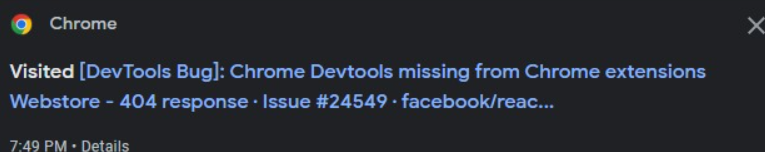 Chrome
Visited [DevTools Bug]: Chrome Devtools missing from Chrome extensions
Webstore - 404 response · Issue #24549 · facebook/reac...
7:49 PM • Details